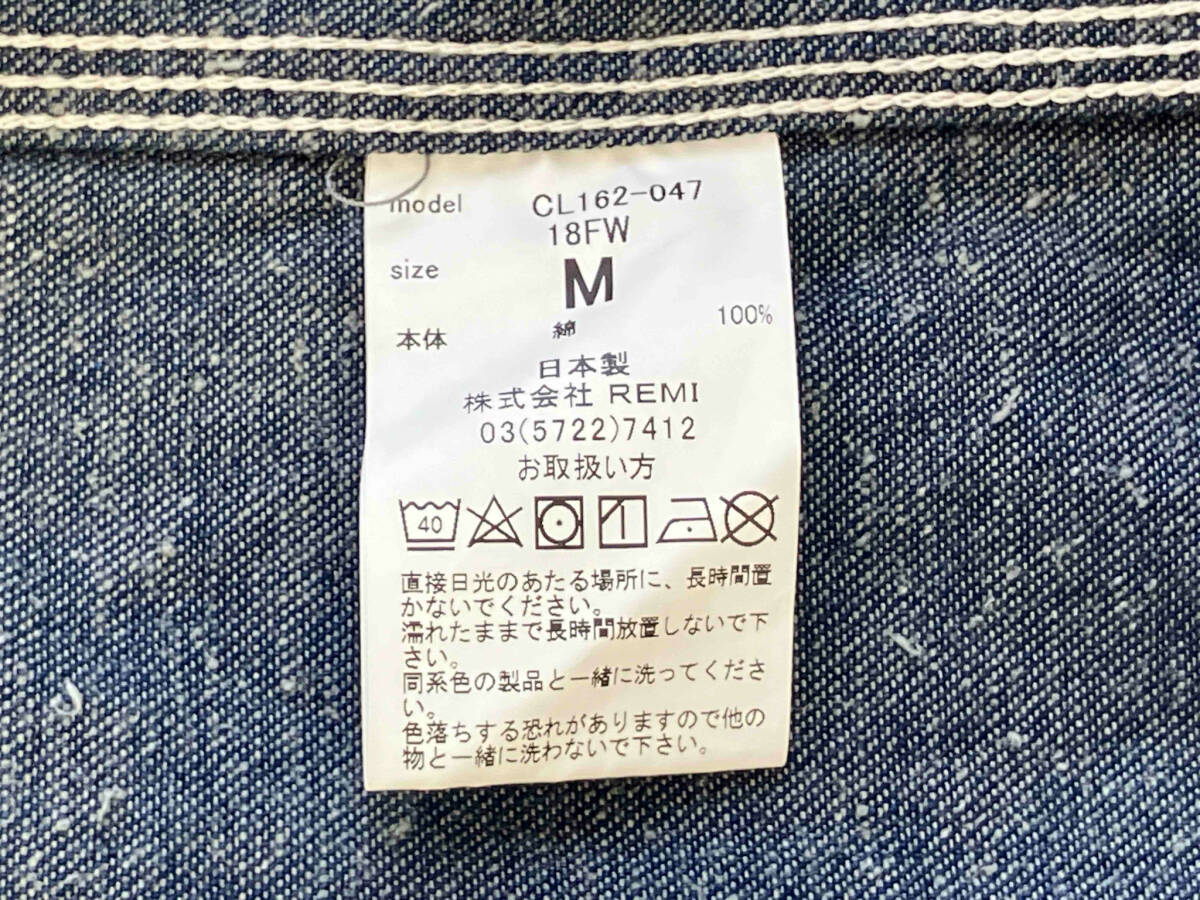 model CL162-047
18FW
size M
本体 綿 100%
日本製
株式会社 REMI
03(5722)7412
お取扱い方
40
直接日光のあたる場所に、長時間置
かないでください。
濡れたままで長時間放置しないで下
さい。
同系色の製品と一緒に洗ってくださ
い。
色落ちする恐れがありますので他の
物と一緒に洗わないで下さい。